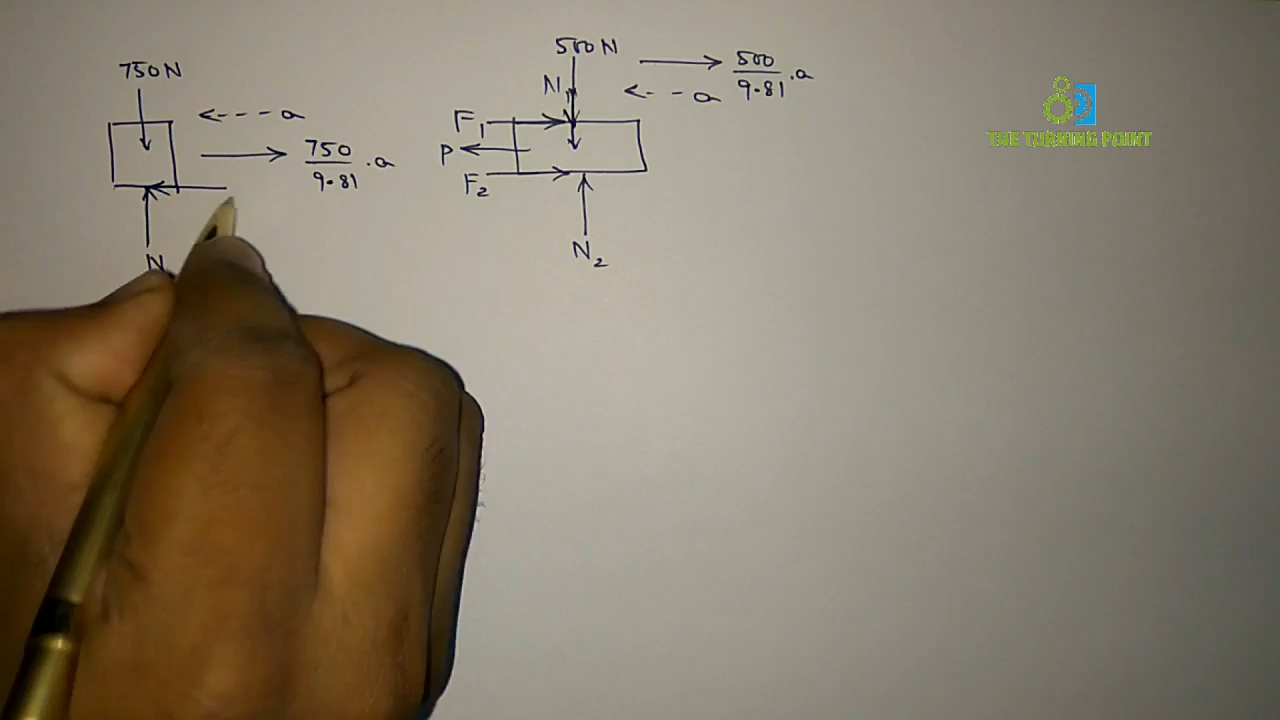 750N
<---a
750/9.81 .a
N
500N
N1
500/9.81 .a
<--a
F1
P
F2
N2
THE TURNING POINT